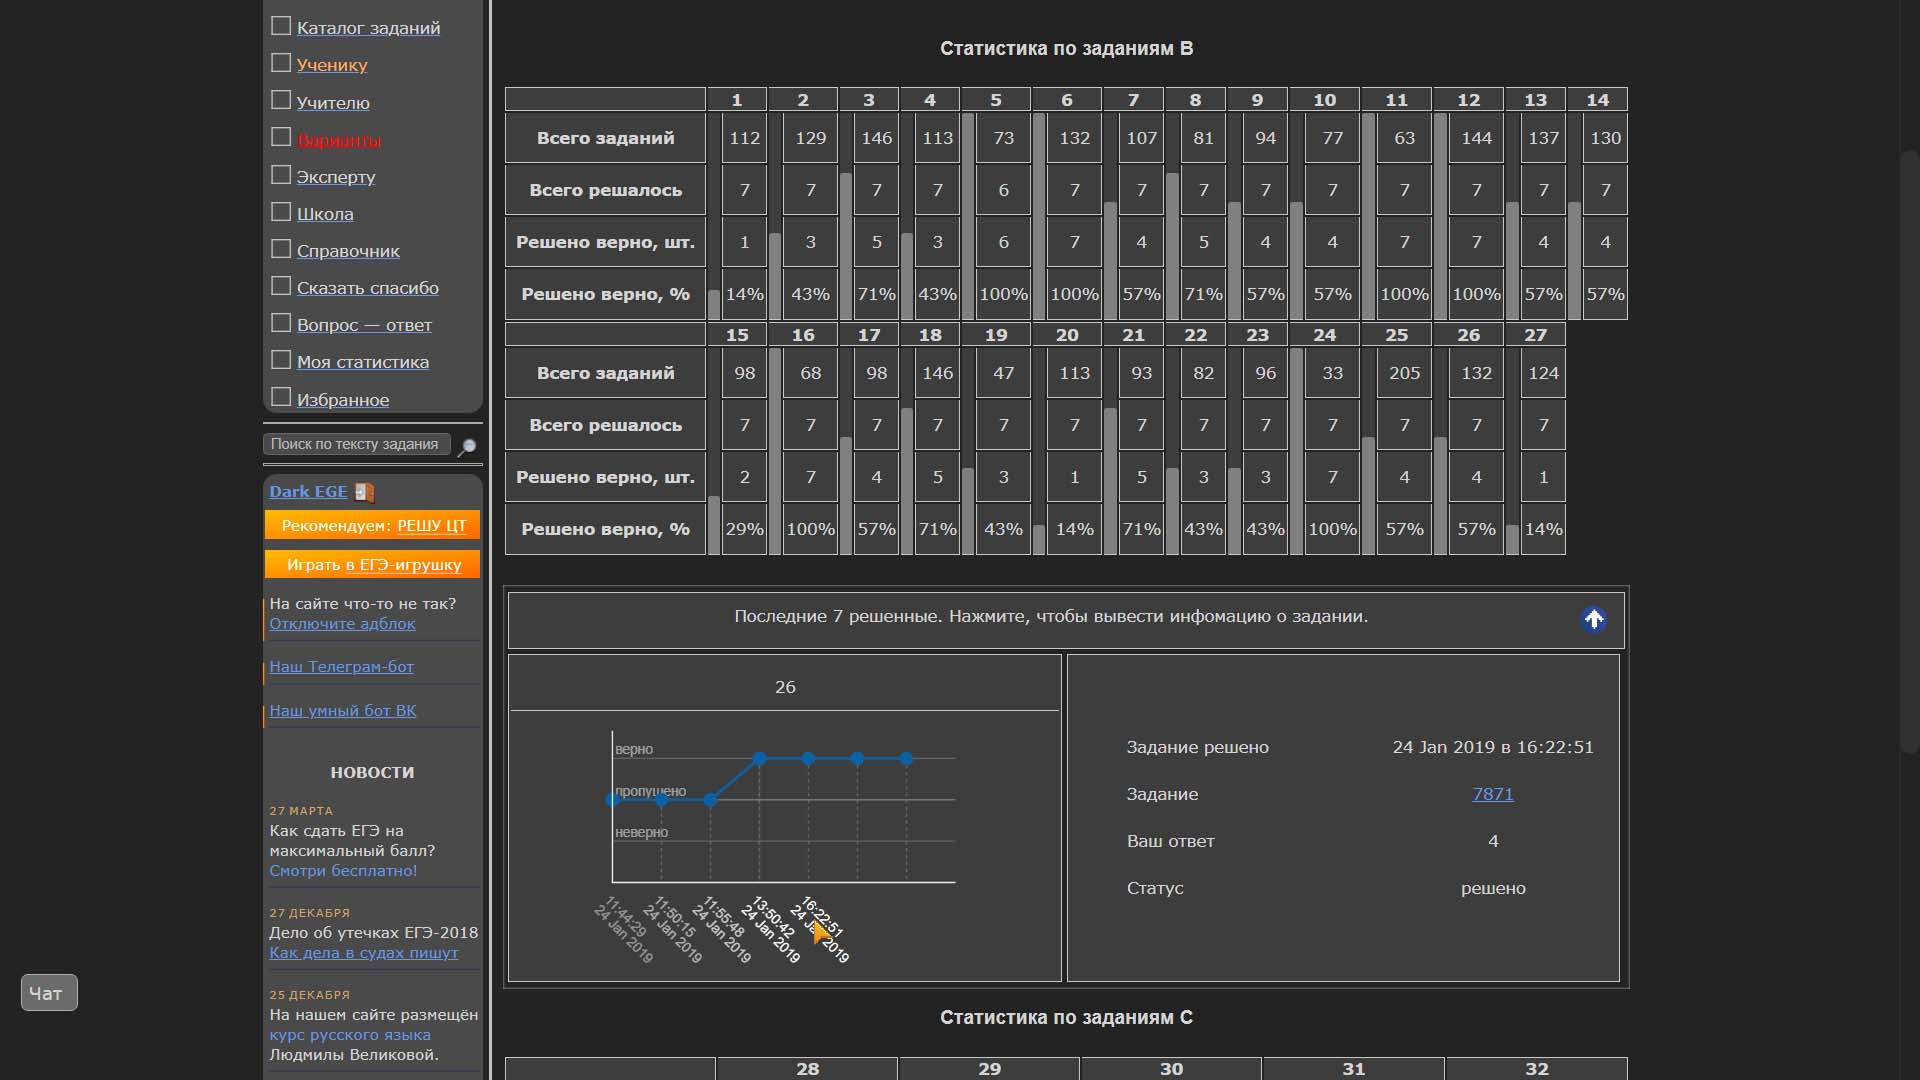 Каталог заданий
Ученику
Учителю
Варианты
Эксперту
Школа
Справочник
Сказать спасибо
Вопрос — ответ
Моя статистика
Избранное
Поиск по тексту задания
Dark EGE
Рекомендуем: РЕШУ ЦТ
Играть в ЕГЭ-игрушку
На сайте что-то не так?
Отключите адблок
Наш Телеграм-бот
Наш умный бот ВК
НОВОСТИ
27 МАРТА
Как сдать ЕГЭ на
максимальный балл?
Смотри бесплатно!
27 ДЕКАБРЯ
Дело об утечках ЕГЭ-2018
Как дела в судах пишут
25 ДЕКАБРЯ
На нашем сайте размещён
курс русского языка
Людмилы Великовой.
Чат
Статистика по заданиям B
1 2 3 4 5 6 7 8 9 10 11 12 13 14
Всего заданий 112 129 146 113 73 132 107 81 94 77 63 144 137 130
Всего решалось 7 7 7 7 6 7 7 7 7 7 7 7 7 7
Решено верно, шт. 1 3 5 3 6 7 4 5 4 4 7 7 4 4
Решено верно, % 14% 43% 71% 43% 100% 100% 57% 71% 57% 57% 100% 100% 57% 57%
15 16 17 18 19 20 21 22 23 24 25 26 27
Всего заданий 98 68 98 146 47 113 93 82 96 33 205 132 124
Всего решалось 7 7 7 7 7 7 7 7 7 7 7 7 7
Решено верно, шт. 2 7 4 5 3 1 5 3 3 7 4 4 1
Решено верно, % 29% 100% 57% 71% 43% 14% 71% 43% 43% 100% 57% 57% 14%
Последние 7 решенные. Нажмите, чтобы вывести инфомацию о задании.
26
верно
пропущено
неверно
11:44:29
24 Jan 2019
11:50:15
24 Jan 2019
11:55:48
24 Jan 2019
13:50:42
24 Jan 2019
16:22:51
24 Jan 2019
Задание решено 24 Jan 2019 в 16:22:51
Задание 7871
Ваш ответ 4
Статус решено
Статистика по заданиям C
28 29 30 31 32